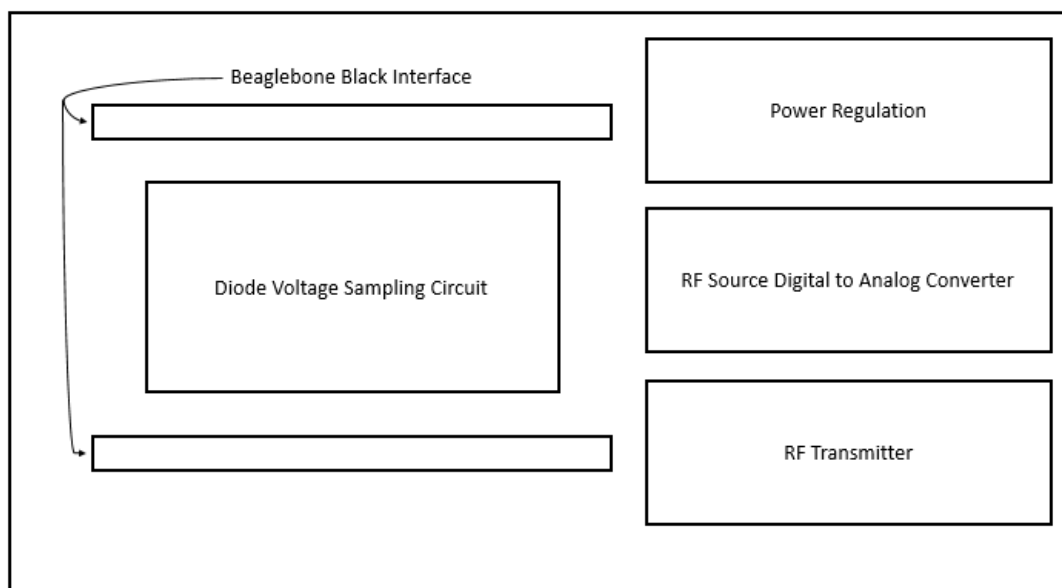 Beaglebone Black Interface
Power Regulation
Diode Voltage Sampling Circuit
RF Source Digital to Analog Converter
RF Transmitter